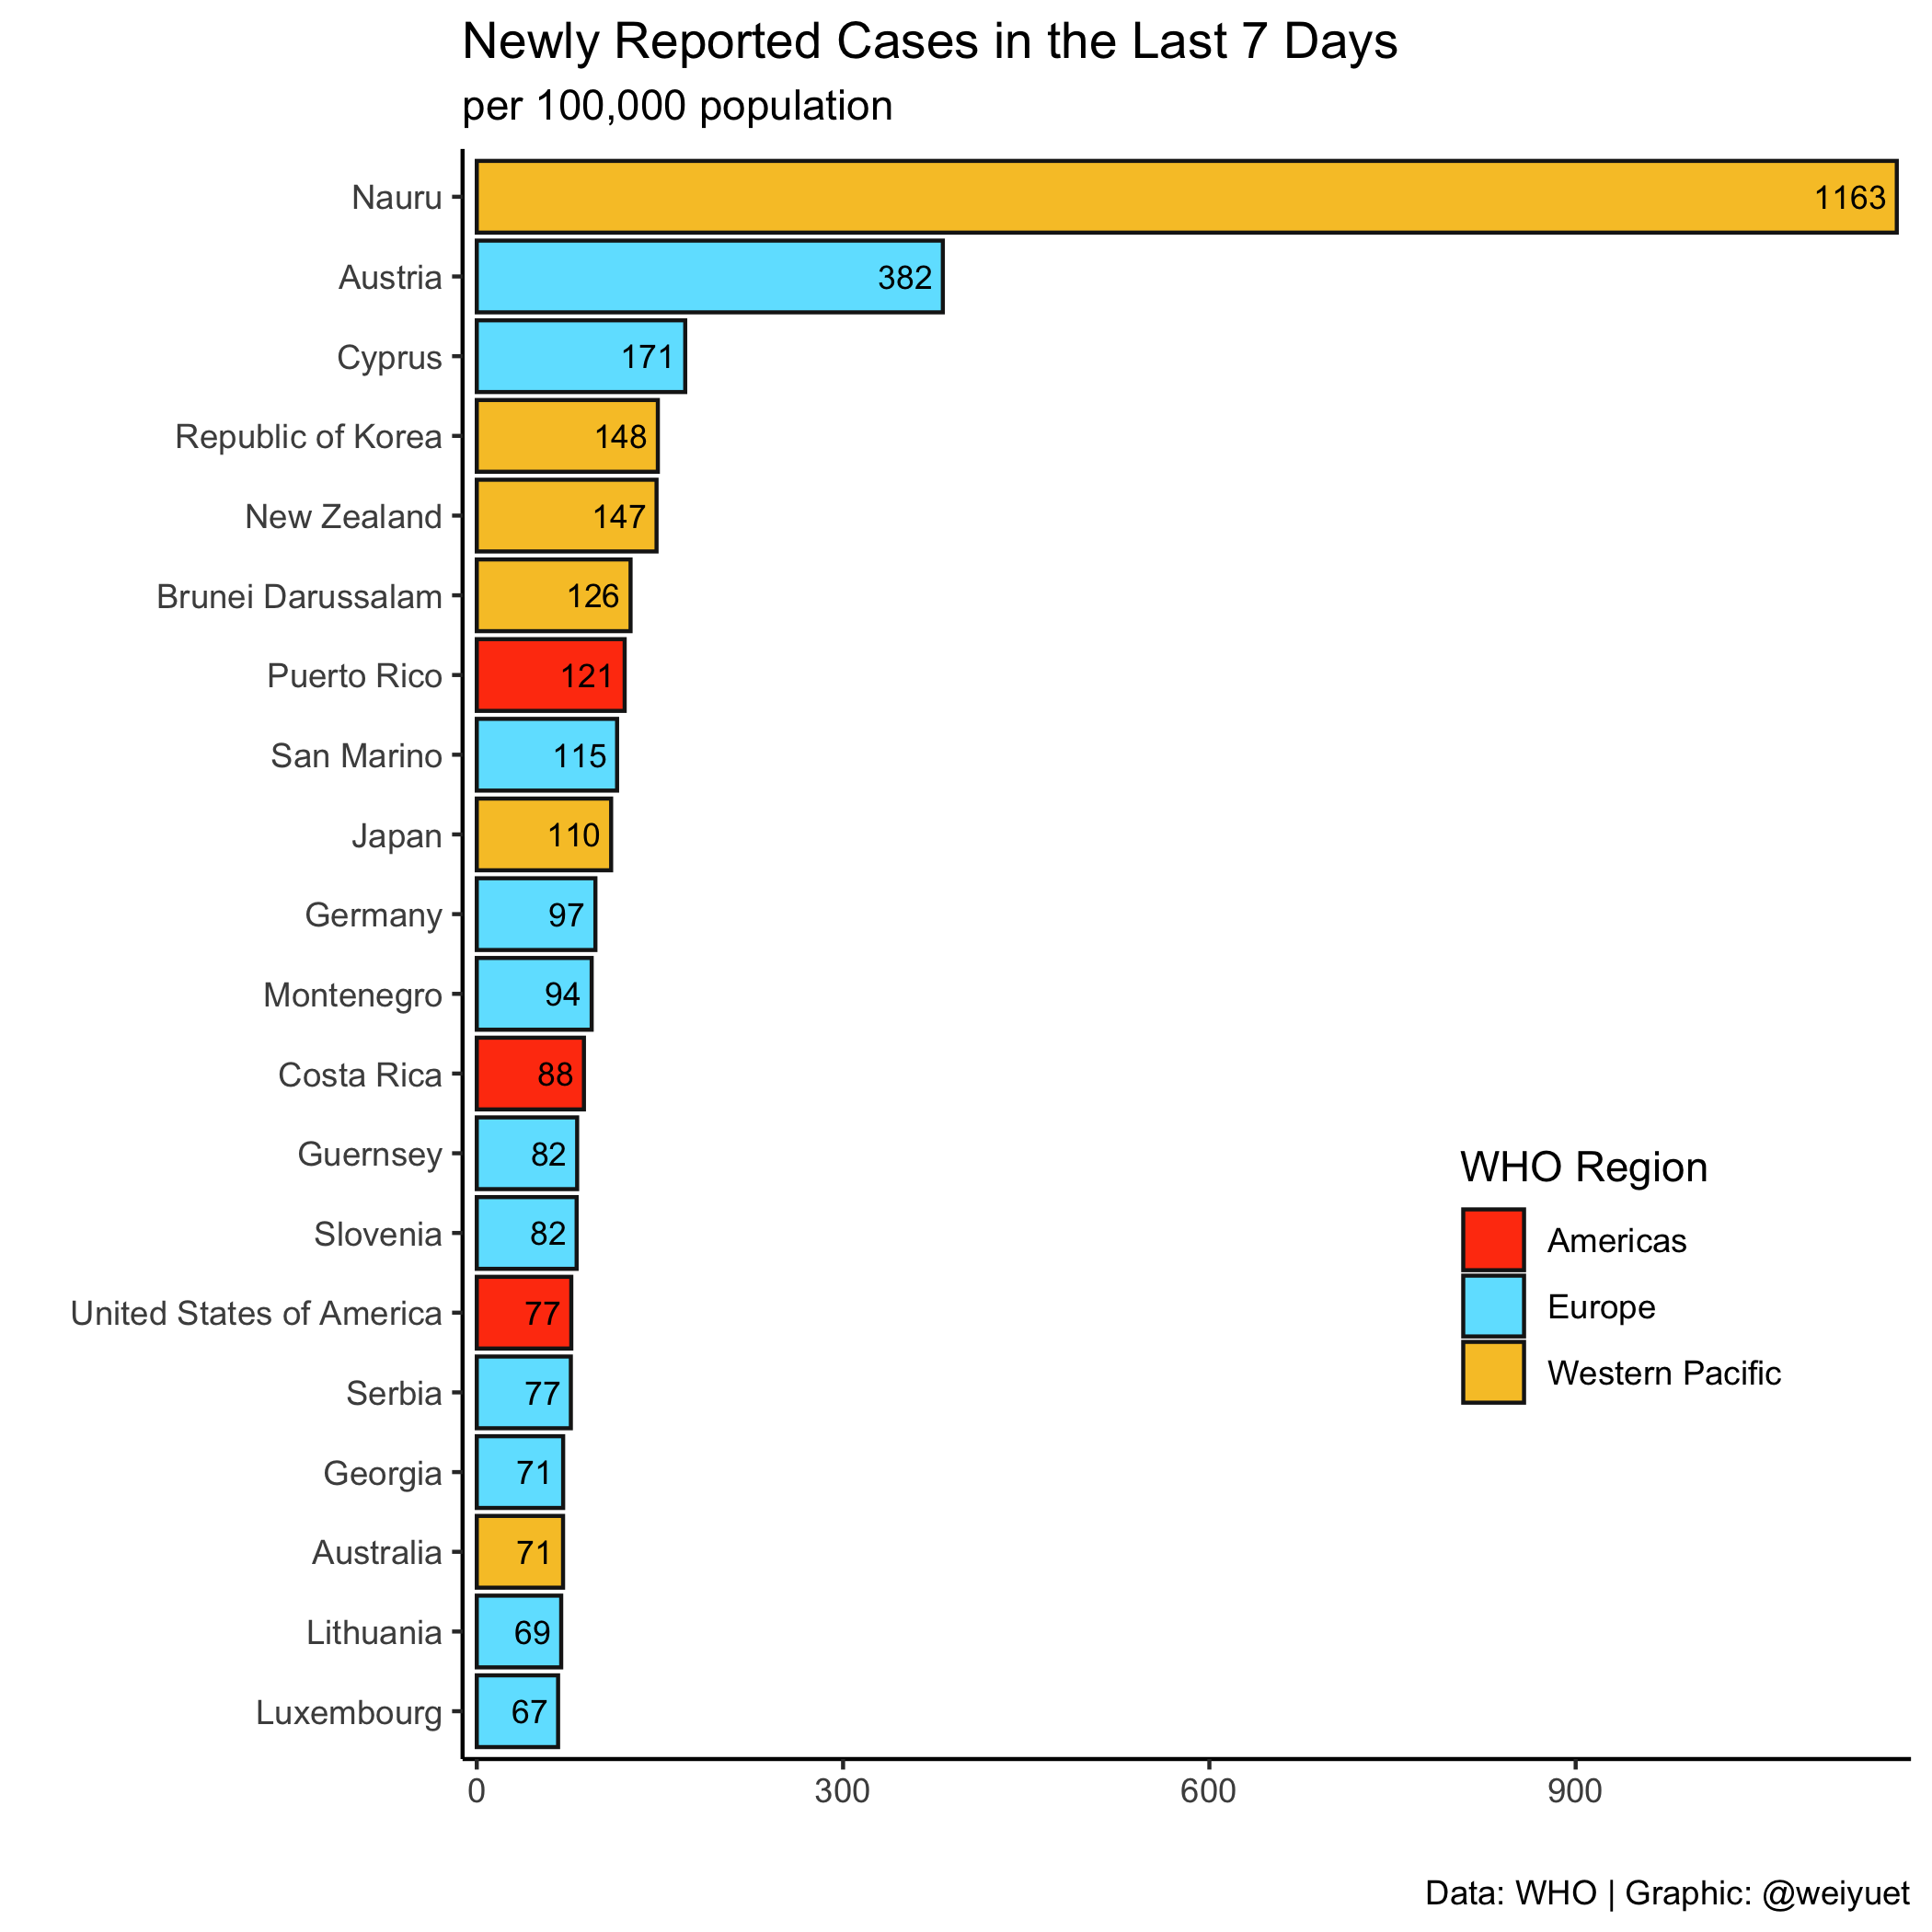 Newly Reported Cases in the Last 7 Days
per 100,000 population
Nauru 1163
Austria 382
Cyprus 171
Republic of Korea 148
New Zealand 147
Brunei Darussalam 126
Puerto Rico 121
San Marino 115
Japan 110
Germany 97
Montenegro 94
Costa Rica 88
Guernsey 82
Slovenia 82
United States of America 77
Serbia 77
Georgia 71
Australia 71
Lithuania 69
Luxembourg 67
0 300 600 900
WHO Region
Americas
Europe
Western Pacific
Data: WHO | Graphic: @weiyuet